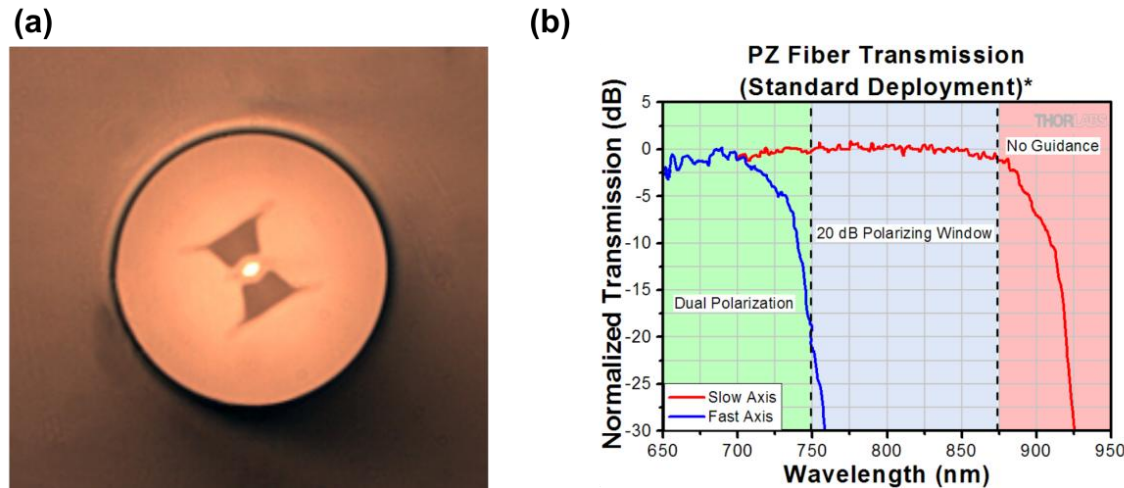 (a)
(b)
PZ Fiber Transmission
(Standard Deployment)*
Normalized Transmission (dB)
5
0
-5
-10
-15
-20
-25
-30
THORLABS
No Guidance
20 dB Polarizing Window
Dual Polarization
Slow Axis
Fast Axis
650
700
750
800
850
900
950
Wavelength (nm)